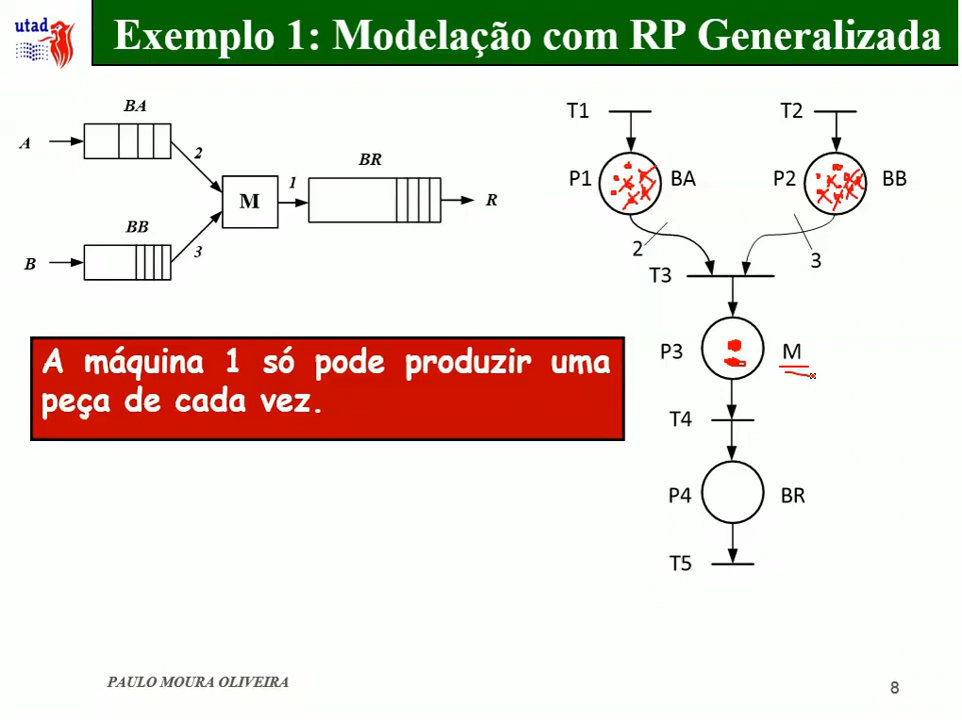 utad
Exemplo 1: Modelação com RP Generalizada
BA
A
2
M
1
BR
R
BB
B
3
T1
T2
P1
BA
P2
BB
2
3
T3
P3
M
T4
P4
BR
T5
A máquina 1 só pode produzir uma
peça de cada vez.
PAULO MOURA OLIVEIRA
8